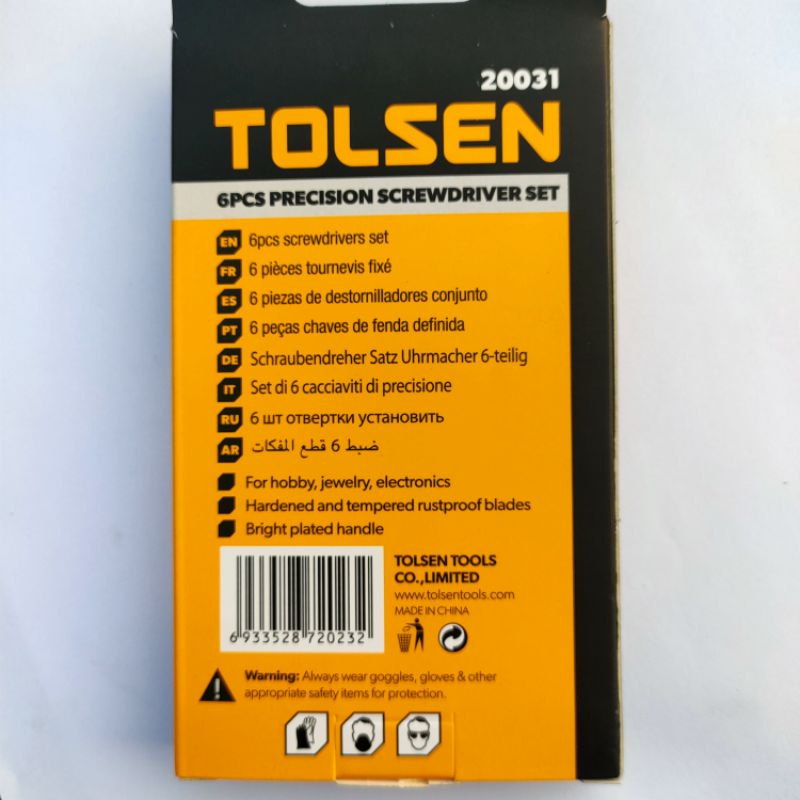 20031
TOLSEN
6PCS PRECISION SCREWDRIVER SET
EN 6pcs screwdrivers set
FR 6 pièces tournevis fixé
ES 6 piezas de destornilladores conjunto
PT 6 peças chaves de fenda definida
DE Schraubendreher Satz Uhrmacher 6-teilig
IT Set di 6 cacciaviti di precisione
RU 6 шт отвертки установить
AR ضبط 6 قطع المفكات
For hobby, jewelry, electronics
Hardened and tempered rustproof blades
Bright plated handle
6 933528 720232
TOLSEN TOOLS
CO.,LIMITED
www.tolsentools.com
MADE IN CHINA
Warning: Always wear goggles, gloves & other
appropriate safety items for protection.